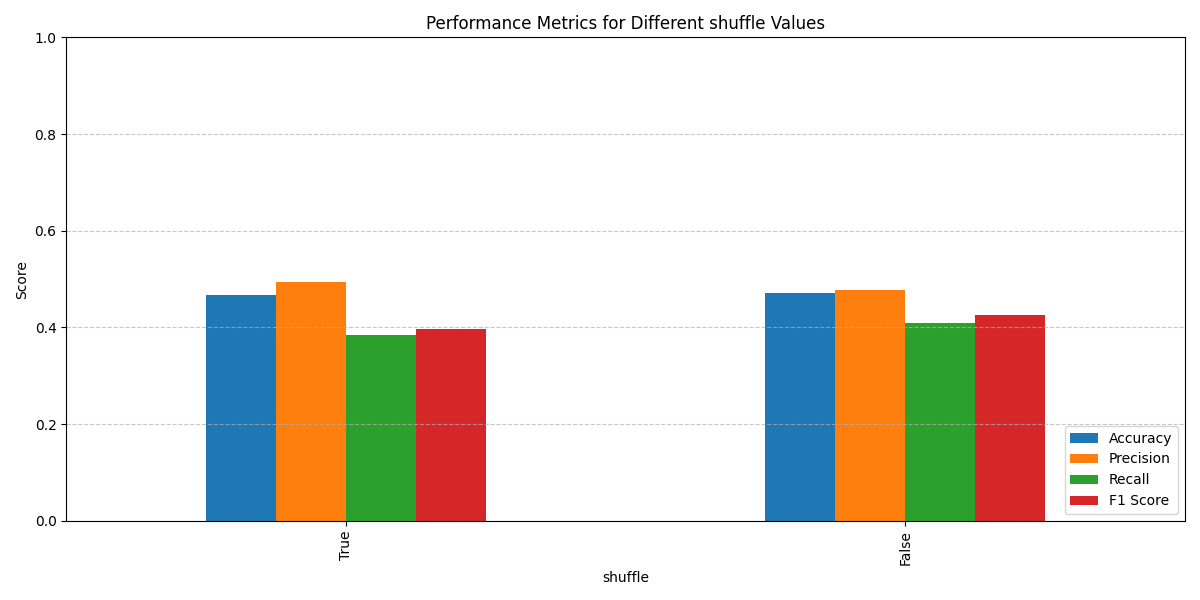 Performance Metrics for Different shuffle Values
1.0
0.8
0.6
0.4
0.2
0.0
Score
True
False
shuffle
Accuracy
Precision
Recall
F1 Score